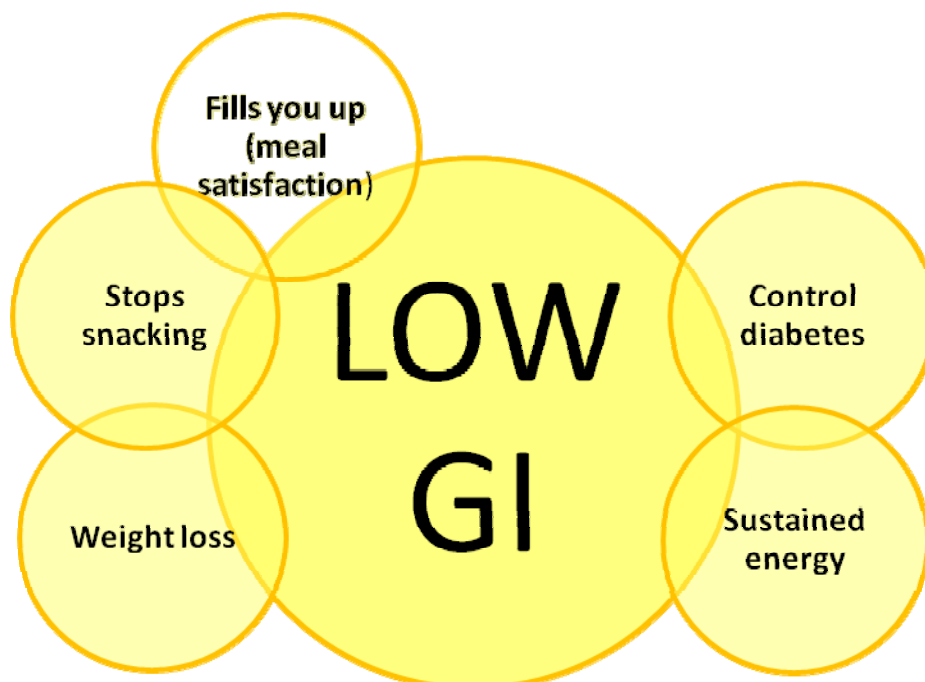 Fills you up
(meal
satisfaction)
Stops
snacking
Weight loss
LOW
GI
Control
diabetes
Sustained
energy